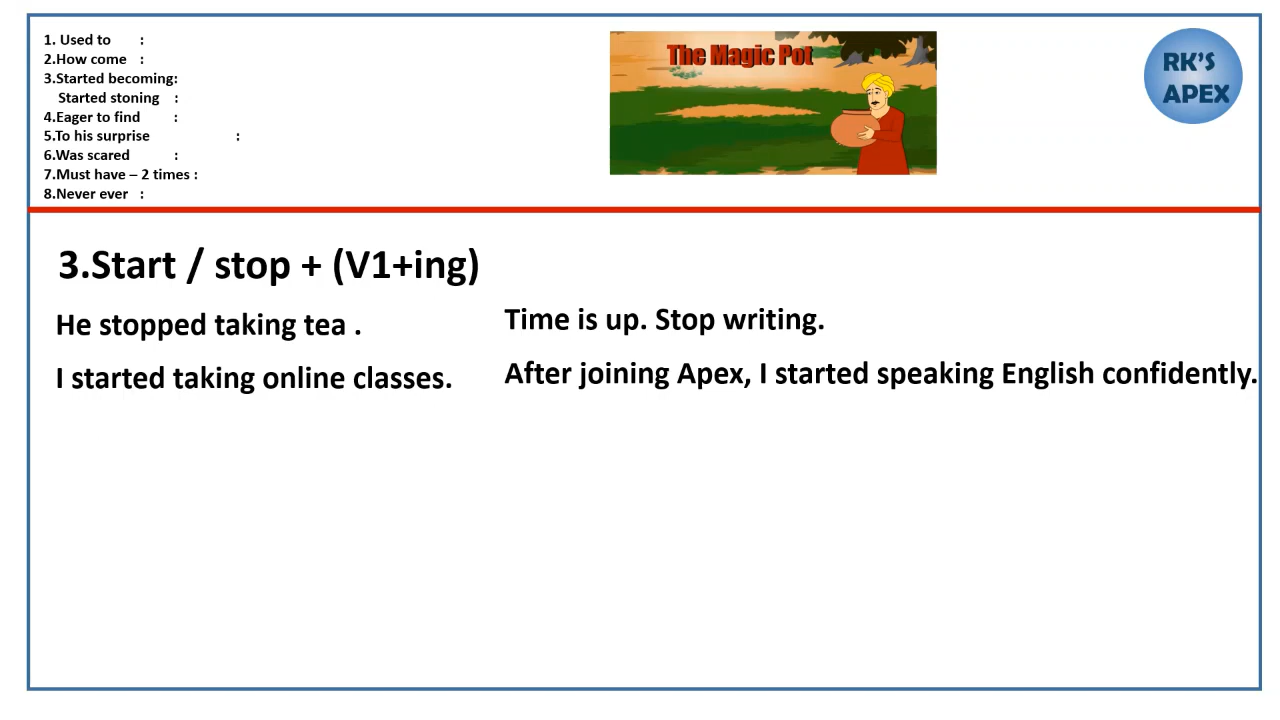 1. Used to :
2.How come :
3.Started becoming:
Started stoning :
4.Eager to find :
5.To his surprise :
6.Was scared :
7.Must have – 2 times :
8.Never ever :
The Magic Pot
RK'S
APEX
3.Start / stop + (V1+ing)
He stopped taking tea .
Time is up. Stop writing.
I started taking online classes.
After joining Apex, I started speaking English confidently.